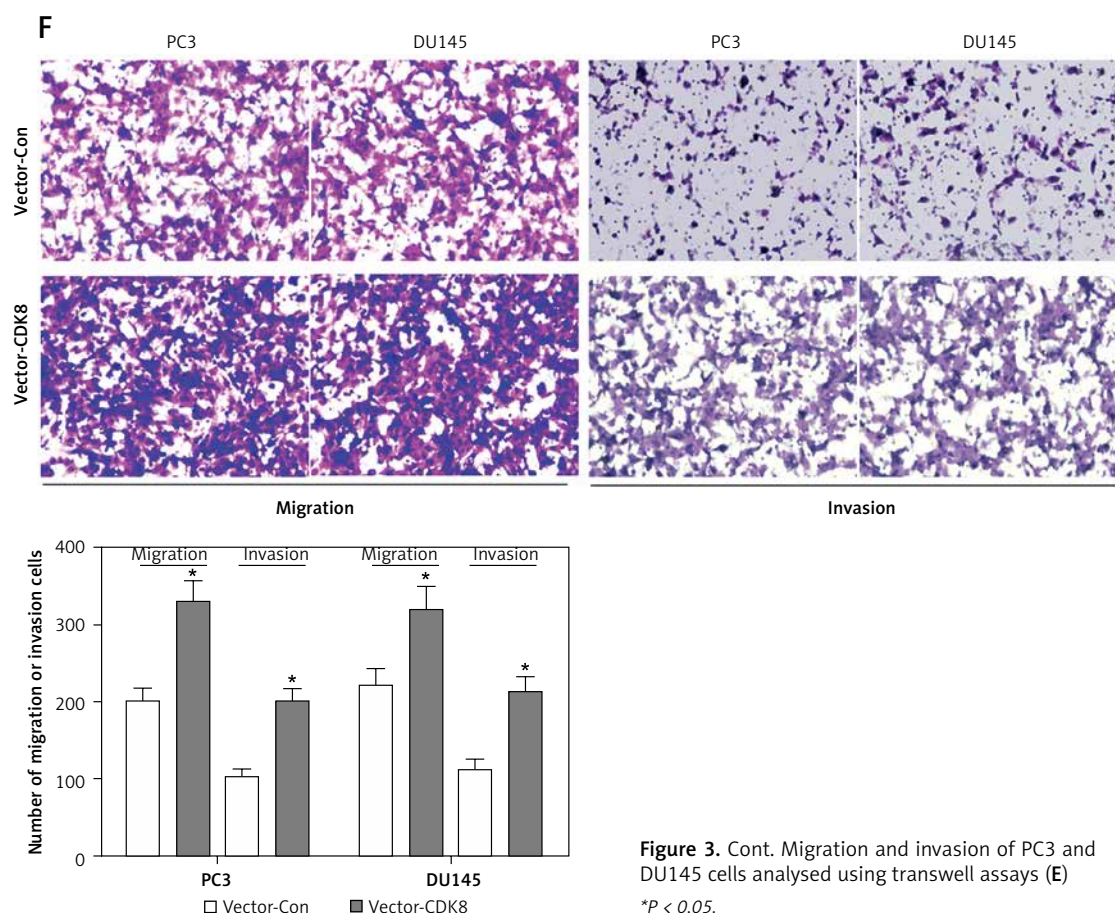 F
PC3 DU145 PC3 DU145
Vector-Con
Vector-CDK8
Migration Invasion
Number of migration or invasion cells
400
300
200
100
0
Migration Invasion Migration Invasion
* * * *
PC3 DU145
Vector-Con Vector-CDK8
Figure 3. Cont. Migration and invasion of PC3 and
DU145 cells analysed using transwell assays (E)
*P < 0.05.